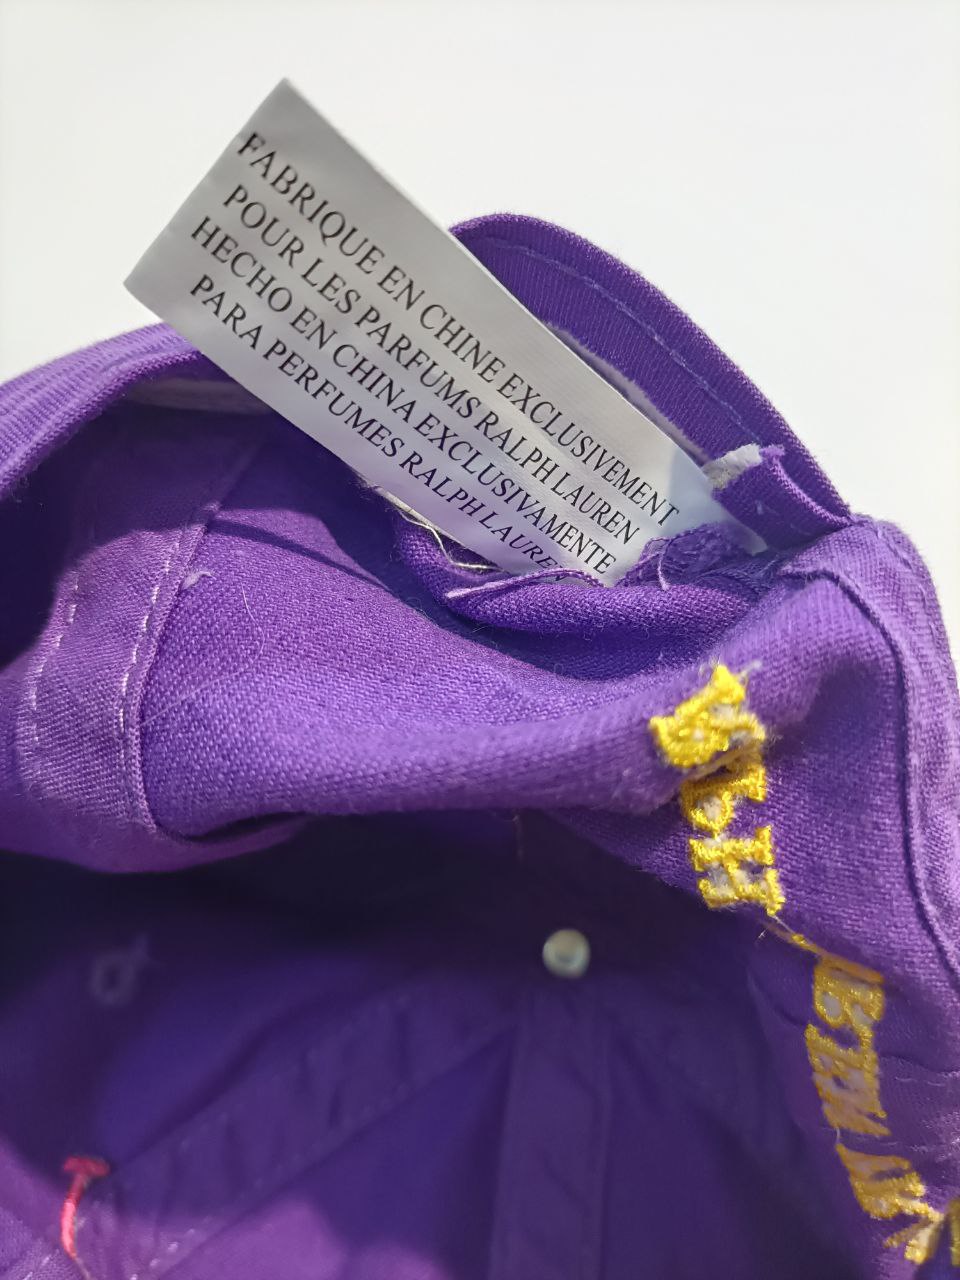 FABRIQUE EN CHINE EXCLUSIVEMENT
POUR LES PARFUMS RALPH LAUREN
HECHO EN CHINA EXCLUSIVAMENTE
PARA PERFUMES RALPH LAUREN